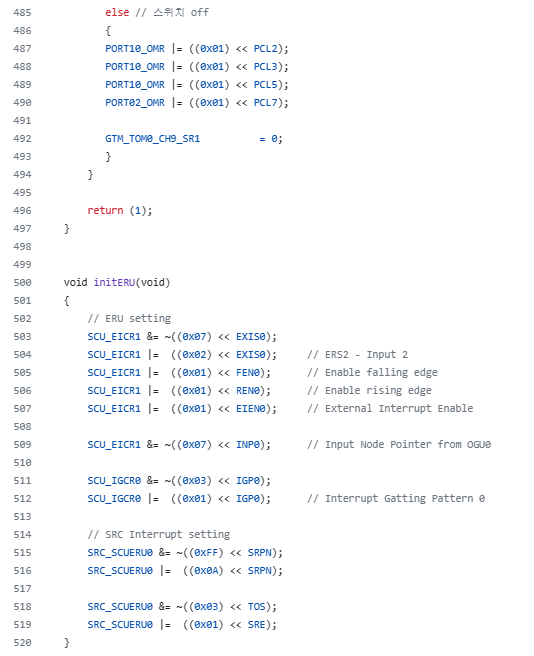 485 else // 스위치 off
486 {
487 PORT10_OMR |= ((0x01) << PCL2);
488 PORT10_OMR |= ((0x01) << PCL3);
489 PORT10_OMR |= ((0x01) << PCL5);
490 PORT02_OMR |= ((0x01) << PCL7);
491
492 GTM_TOM0_CH9_SR1 = 0;
493 }
494 }
495
496 return (1);
497 }
498
499
500 void initERU(void)
501 {
502 // ERU setting
503 SCU_EICR1 &= ~((0x07) << EXIS0);
504 SCU_EICR1 |= ((0x02) << EXIS0); // ERS2 - Input 2
505 SCU_EICR1 |= ((0x01) << FEN0); // Enable falling edge
506 SCU_EICR1 |= ((0x01) << REN0); // Enable rising edge
507 SCU_EICR1 |= ((0x01) << EIEN0); // External Interrupt Enable
508
509 SCU_EICR1 &= ~((0x07) << INP0); // Input Node Pointer from OGU0
510
511 SCU_IGCR0 &= ~((0x03) << IGP0);
512 SCU_IGCR0 |= ((0x01) << IGP0); // Interrupt Gatting Pattern 0
513
514 // SRC Interrupt setting
515 SRC_SCUERU0 &= ~((0xFF) << SRPN);
516 SRC_SCUERU0 |= ((0x0A) << SRPN);
517
518 SRC_SCUERU0 &= ~((0x03) << TOS);
519 SRC_SCUERU0 |= ((0x01) << SRE);
520 }